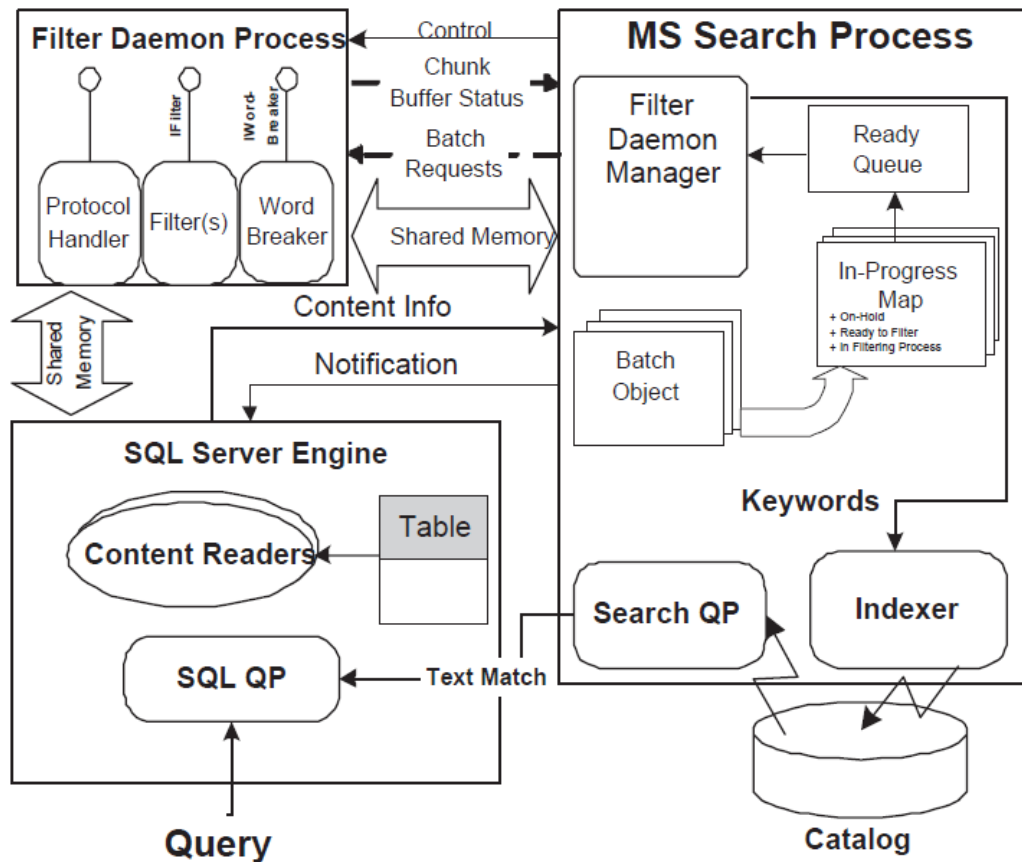 Filter Daemon Process
IFilter
IWord-
Breaker
Protocol
Handler
Filter(s)
Word
Breaker
Control
Chunk
Buffer Status
Batch
Requests
Shared Memory
MS Search Process
Filter
Daemon
Manager
Ready
Queue
In-Progress
Map
+ On-Hold
+ Ready to Filter
+ In Filtering Process
Batch
Object
Content Info
Notification
Shared
Memory
SQL Server Engine
Content Readers
Table
SQL QP
Text Match
Keywords
Search QP
Indexer
Query
Catalog